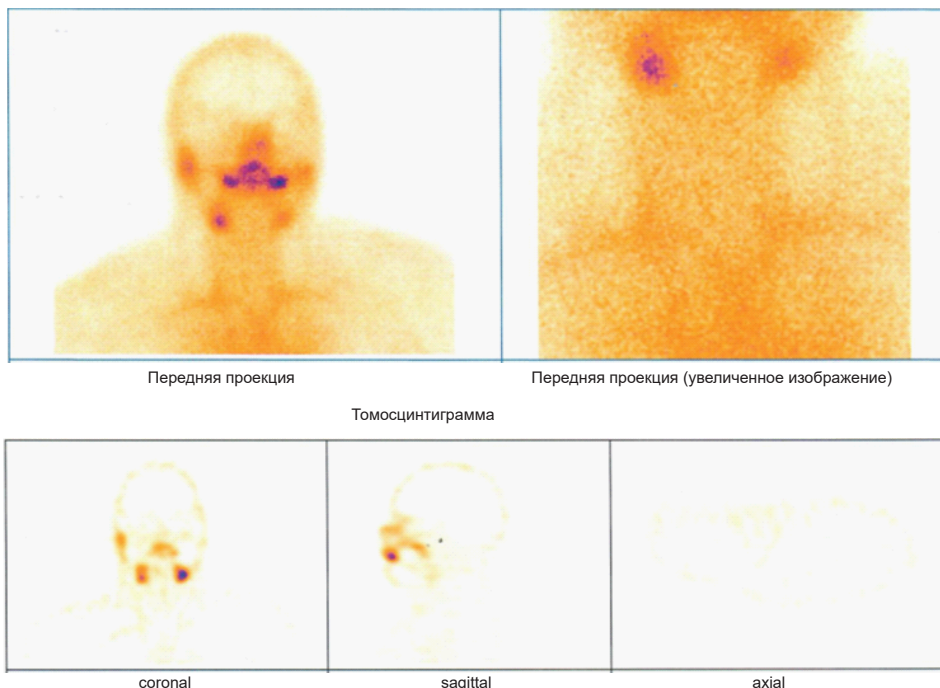 Передняя проекция
Передняя проекция (увеличенное изображение)
Томосцинтиграмма
coronal
sagittal
axial